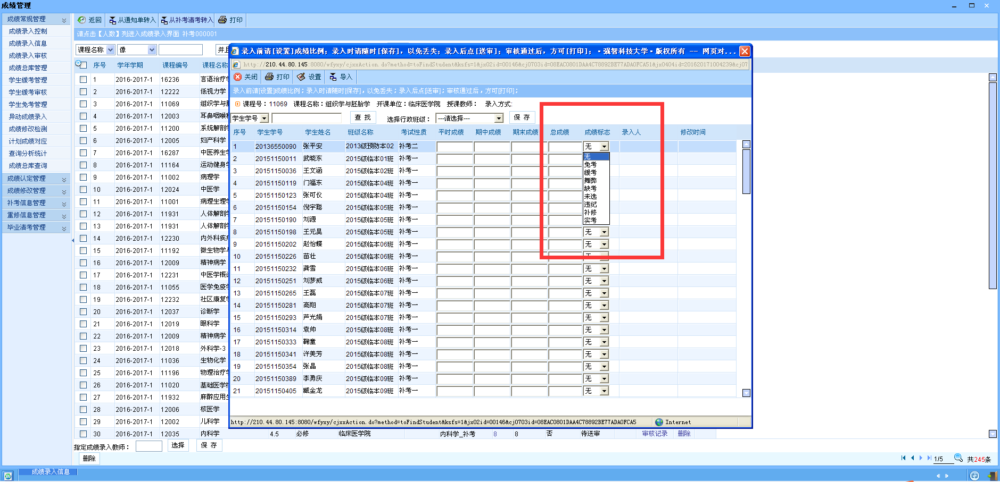 成绩管理
成绩常规管理
成绩录入控制
成绩录入信息
成绩录入审核
成绩总库管理
学生缓考管理
学生缓考审核
学生免考管理
异动成绩录入
成绩修改检测
计划成绩对应
查询分析统计
成绩总库查询
成绩认定管理
成绩修改管理
补考信息管理
重修信息管理
毕业清考管理
返回 从通知单转入 从补考清考转入 打印
请点击【人数】列进入成绩录入界面 补考000001
课程名称 像 并且
序号 学年学期 课程编号 课程名称
1 2016-2017-1 16236 言语治疗学
2 2016-2017-1 12222 低视力学
3 2016-2017-1 11069 组织学与胚
4 2016-2017-1 12003 耳鼻咽喉科
5 2016-2017-1 11200 系统解剖学
6 2016-2017-1 12005 妇产科学
7 2016-2017-1 16287 中医养生学
8 2016-2017-1 11164 运动健身学
9 2016-2017-1 11002 病理学
10 2016-2017-1 12024 中医学
11 2016-2017-1 11001 病理生理学
12 2016-2017-1 11931 人体解剖学
13 2016-2017-1 11931 人体解剖学
14 2016-2017-1 12230 内外科疾病
15 2016-2017-1 11192 微生物学与
16 2016-2017-1 12009 精神病学
17 2016-2017-1 12231 中医学概论
18 2016-2017-1 11055 医学免疫学
19 2016-2017-1 12232 社区康复学
20 2016-2017-1 12037 诊断学
21 2016-2017-1 12019 眼科学
22 2016-2017-1 12009 精神病学
23 2016-2017-1 12018 外科学-3
24 2016-2017-1 11036 生物化学
25 2016-2017-1 11196 物理治疗学
26 2016-2017-1 11020 基础医学概
27 2016-2017-1 11932 麻醉应用生
28 2016-2017-1 12006 核医学
29 2016-2017-1 12002 儿科学
30 2016-2017-1 12035 内科学 4.5 必修 临床医学院 内科学_补考 8 8 否 待送审 审核记录 删除
指定成绩录入教师： 选择 保 存
删除
1/5 共245条
成绩录入信息
录入前请[设置]成绩比例；录入时请随时[保存]，以免丢失；录入后点[送审]；审核通过后，方可[打印]；·强智科技大学·版权所有 -- 网页对...
http://210.44.80.145:8080/wfyxy/cjxxAction.do?method=toFindStudent&ksfs=1&jx02id=00146&cj0703id=08EAC0801DAA4C78892BE77ADA0FCA51&jx0404id=201620171004239&cj07
关闭 打印 设置 导入
录入前请[设置]成绩比例；录入时请随时[保存]，以免丢失；录入后点[送审]；审核通过后，方可[打印]；
课程号：11069 课程名称：组织学与胚胎学 开课单位：临床医学院 授课教师： 录入方式:
学生学号 查 找 选择行政班级： ---请选择--- 保 存
序号 学生学号 学生姓名 班级名称 考试性质 平时成绩 期中成绩 期末成绩 总成绩 成绩标志 录入人 修改时间
1 20136550090 张平安 2013级预防本02 补考二 无
2 20151150011 武晓东 2015级临本01班 补考一
3 20151150036 王文涵 2015级临本02班 补考一
4 20151150119 门福东 2015级临本04班 补考一
5 20151150123 张可仪 2015级临本04班 补考一
6 20151150154 倪宇聪 2015级临本05班 补考一
7 20151150190 刘源 2015级临本05班 补考一
8 20151150198 王元昊 2015级临本05班 补考一 无
9 20151150202 赵怡蝶 2015级临本06班 补考一 无
10 20151150226 苗壮 2015级临本06班 补考一 无
11 20151150232 龚雪 2015级临本06班 补考一 无
12 20151150251 刘梦威 2015级临本06班 补考一 无
13 20151150265 王磊 2015级临本07班 补考一 无
14 20151150281 高翔 2015级临本07班 补考一 无
15 20151150293 芦光娟 2015级临本07班 补考一 无
16 20151150314 袁帅 2015级临本08班 补考一 无
17 20151150333 鞠童 2015级临本08班 补考一 无
18 20151150341 许美芳 2015级临本08班 补考一 无
19 20151150354 张晶 2015级临本08班 补考一 无
20 20151150389 李勇庆 2015级临本09班 补考一 无
21 20151150405 臧金龙 2015级临本09班 补考一 无
无
免考
缓考
舞弊
缺考
未选
违纪
补修
实考
http://210.44.80.145:8080/wfyxy/cjxxAction.do?method=toFindStudent&ksfs=1&jx02id=00146&cj0703id=08EAC0801DAA4C78892BE77ADA0FCA5 Internet